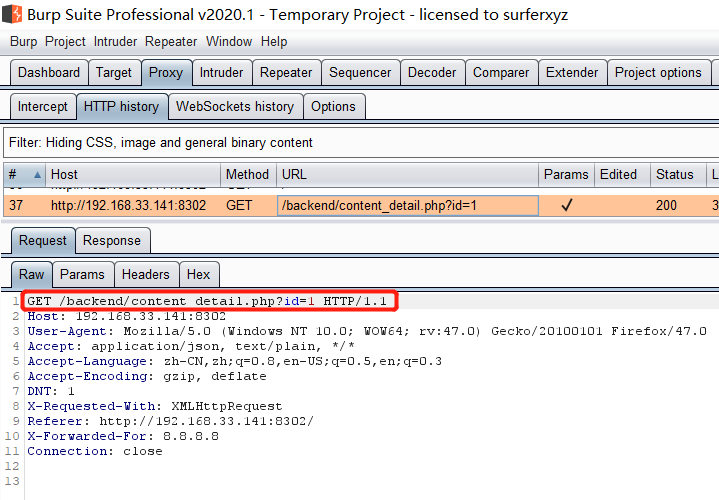 Burp Suite Professional v2020.1 - Temporary Project - licensed to surferxyz
Burp Project Intruder Repeater Window Help
Dashboard Target Proxy Intruder Repeater Sequencer Decoder Comparer Extender Project options
Intercept HTTP history WebSockets history Options
Filter: Hiding CSS, image and general binary content
# Host Method URL Params Edited Status L
37 http://192.168.33.141:8302 GET /backend/content_detail.php?id=1 ✓ 200 3
Request Response
Raw Params Headers Hex
1 GET /backend/content_detail.php?id=1 HTTP/1.1
2 Host: 192.168.33.141:8302
3 User-Agent: Mozilla/5.0 (Windows NT 10.0; WOW64; rv:47.0) Gecko/20100101 Firefox/47.0
4 Accept: application/json, text/plain, */*
5 Accept-Language: zh-CN,zh;q=0.8,en-US;q=0.5,en;q=0.3
6 Accept-Encoding: gzip, deflate
7 DNT: 1
8 X-Requested-With: XMLHttpRequest
9 Referer: http://192.168.33.141:8302/
10 X-Forwarded-For: 8.8.8.8
11 Connection: close
12
13